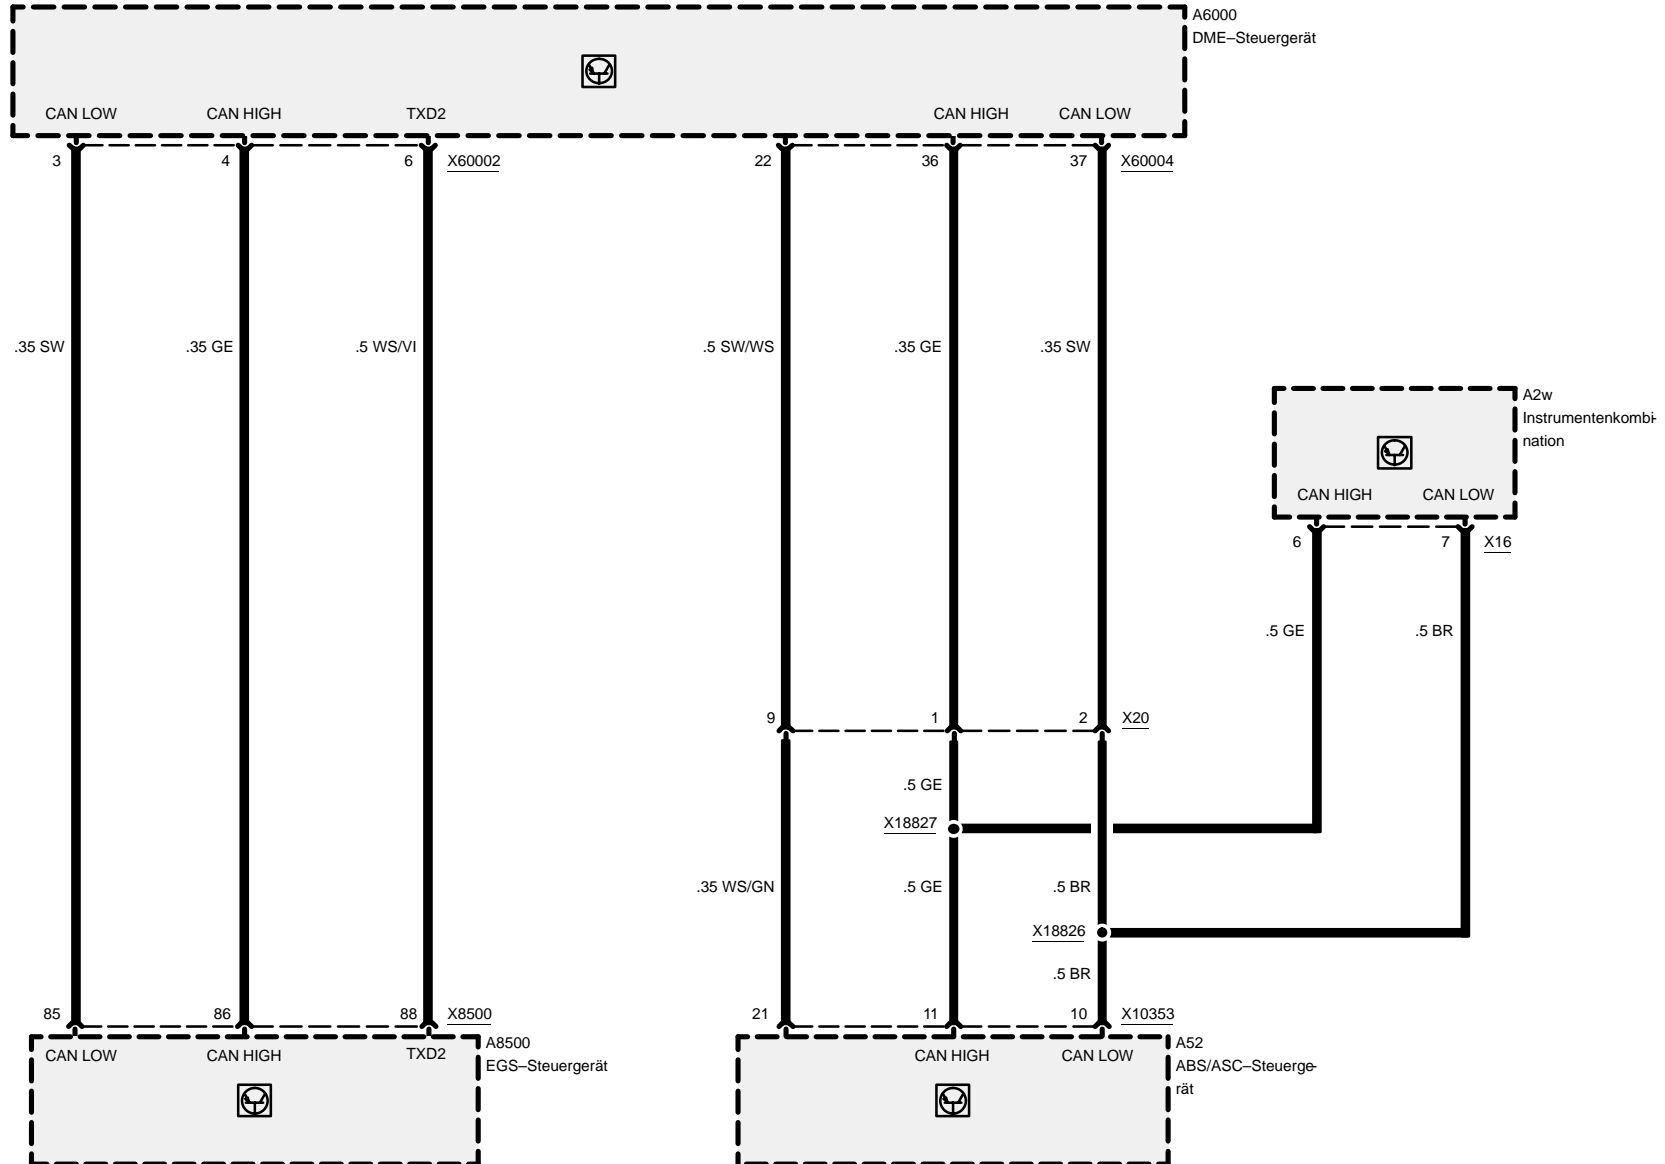 A6000
DME–Steuergerät
CAN LOW
CAN HIGH
TXD2
CAN HIGH
CAN LOW
3
4
6
X60002
22
36
37
X60004
.35 SW
.35 GE
.5 WS/VI
.5 SW/WS
.35 GE
.35 SW
A2w
Instrumentenkombi-
nation
CAN HIGH
CAN LOW
6
7
X16
.5 GE
.5 BR
9
1
2
X20
.5 GE
X18827
.35 WS/GN
.5 GE
.5 BR
X18826
.5 BR
85
86
88
X8500
21
11
10
X10353
A8500
EGS–Steuergerät
CAN LOW
CAN HIGH
TXD2
A52
ABS/ASC–Steuerge-
rät
CAN HIGH
CAN LOW